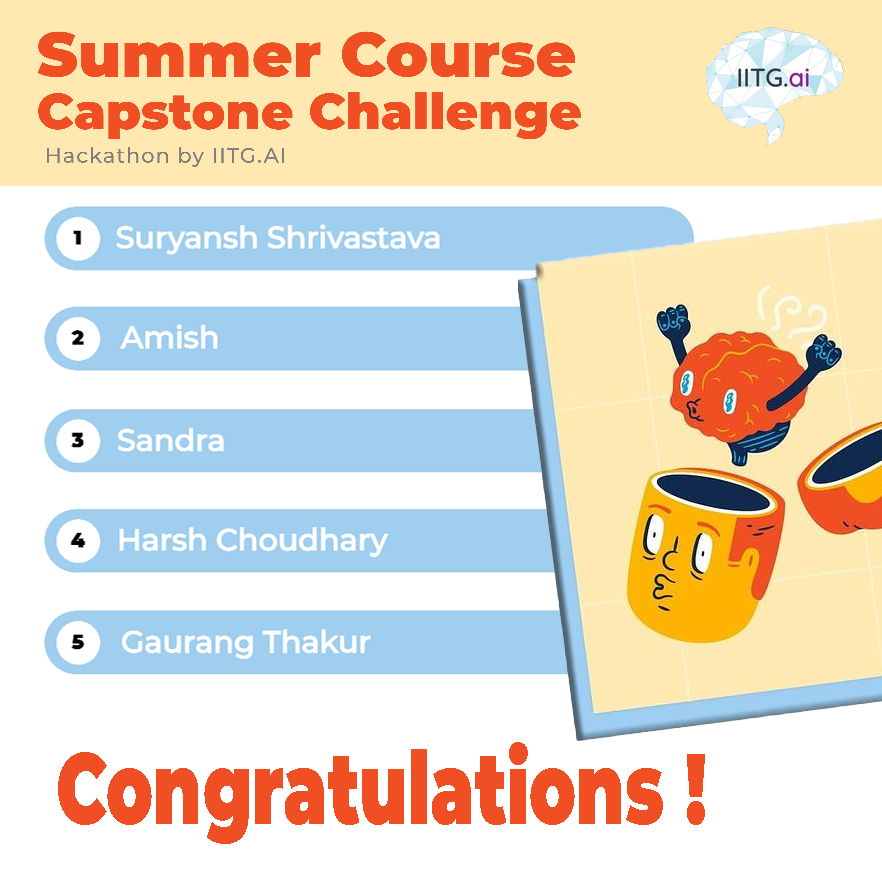 Summer Course
Capstone Challenge
Hackathon by IITG.AI
IITG.ai
1 Suryansh Shrivastava
2 Amish
3 Sandra
4 Harsh Choudhary
5 Gaurang Thakur
Congratulations !